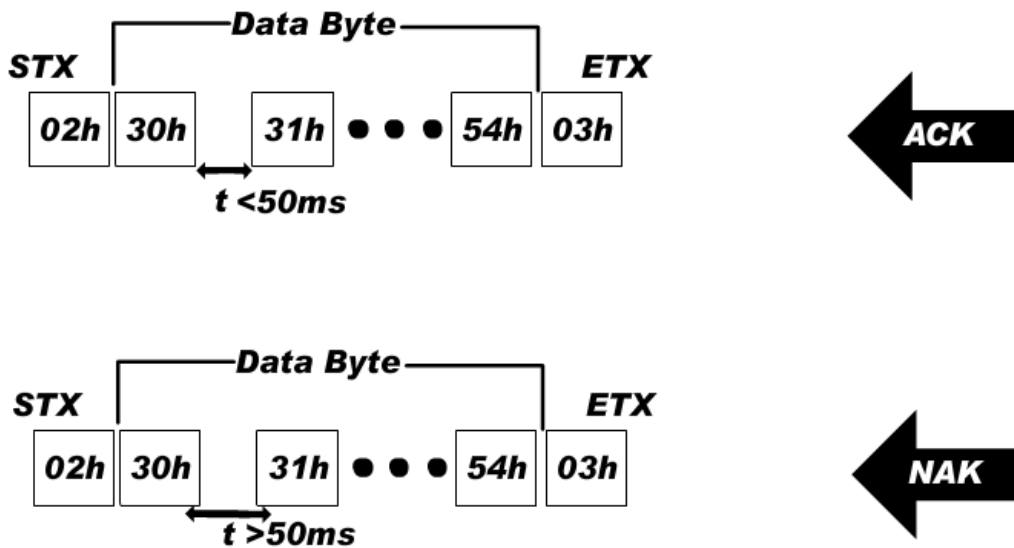 Data Byte
STX ETX
02h 30h 31h 54h 03h ACK
t <50ms
Data Byte
STX ETX
02h 30h 31h 54h 03h NAK
t >50ms